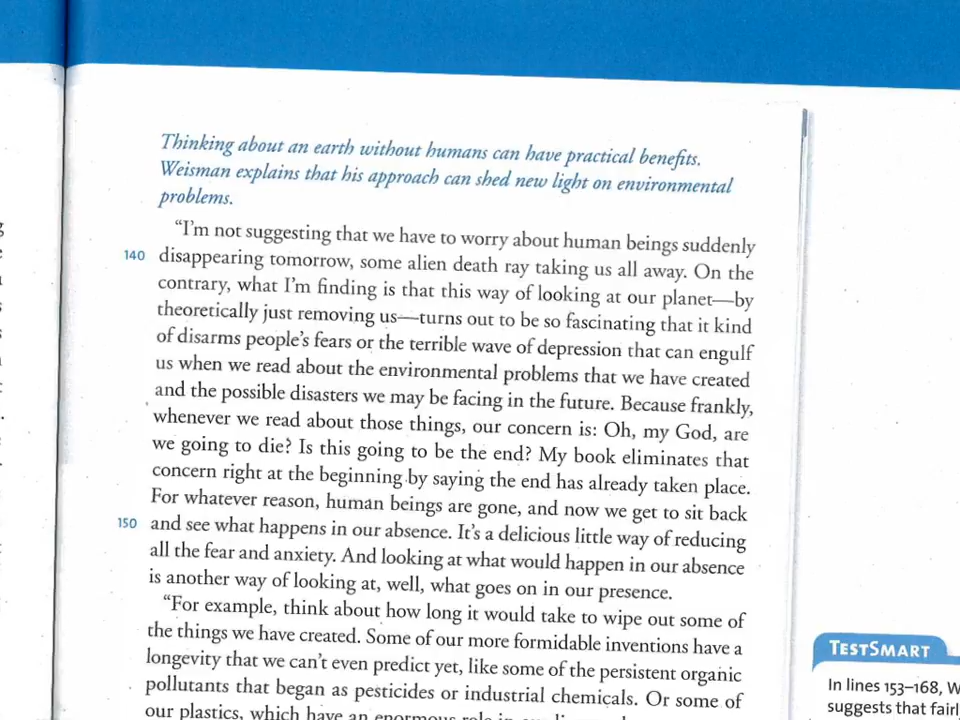 Thinking about an earth without humans can have practical benefits.
Weisman explains that his approach can shed new light on environmental
problems.
“I’m not suggesting that we have to worry about human beings suddenly
140 disappearing tomorrow, some alien death ray taking us all away. On the
contrary, what I’m finding is that this way of looking at our planet—by
theoretically just removing us—turns out to be so fascinating that it kind
of disarms people’s fears or the terrible wave of depression that can engulf
us when we read about the environmental problems that we have created
and the possible disasters we may be facing in the future. Because frankly,
whenever we read about those things, our concern is: Oh, my God, are
we going to die? Is this going to be the end? My book eliminates that
concern right at the beginning by saying the end has already taken place.
For whatever reason, human beings are gone, and now we get to sit back
150 and see what happens in our absence. It’s a delicious little way of reducing
all the fear and anxiety. And looking at what would happen in our absence
is another way of looking at, well, what goes on in our presence.
“For example, think about how long it would take to wipe out some of
the things we have created. Some of our more formidable inventions have a
longevity that we can’t even predict yet, like some of the persistent organic
pollutants that began as pesticides or industrial chemicals. Or some of
our plastics, which have an enormous role in our
TESTSMART
In lines 153–168, W
suggests that fairl